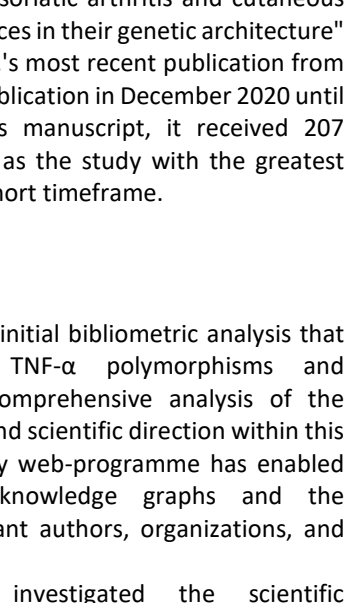 soriatic arthritis and cutaneous
ces in their genetic architecture"
.'s most recent publication from
blication in December 2020 until
s manuscript, it received 207
as the study with the greatest
hort timeframe.
initial bibliometric analysis that
TNF-α polymorphisms and
omprehensive analysis of the
nd scientific direction within this
y web-programme has enabled
knowledge graphs and the
ant authors, organizations, and
investigated the scientific